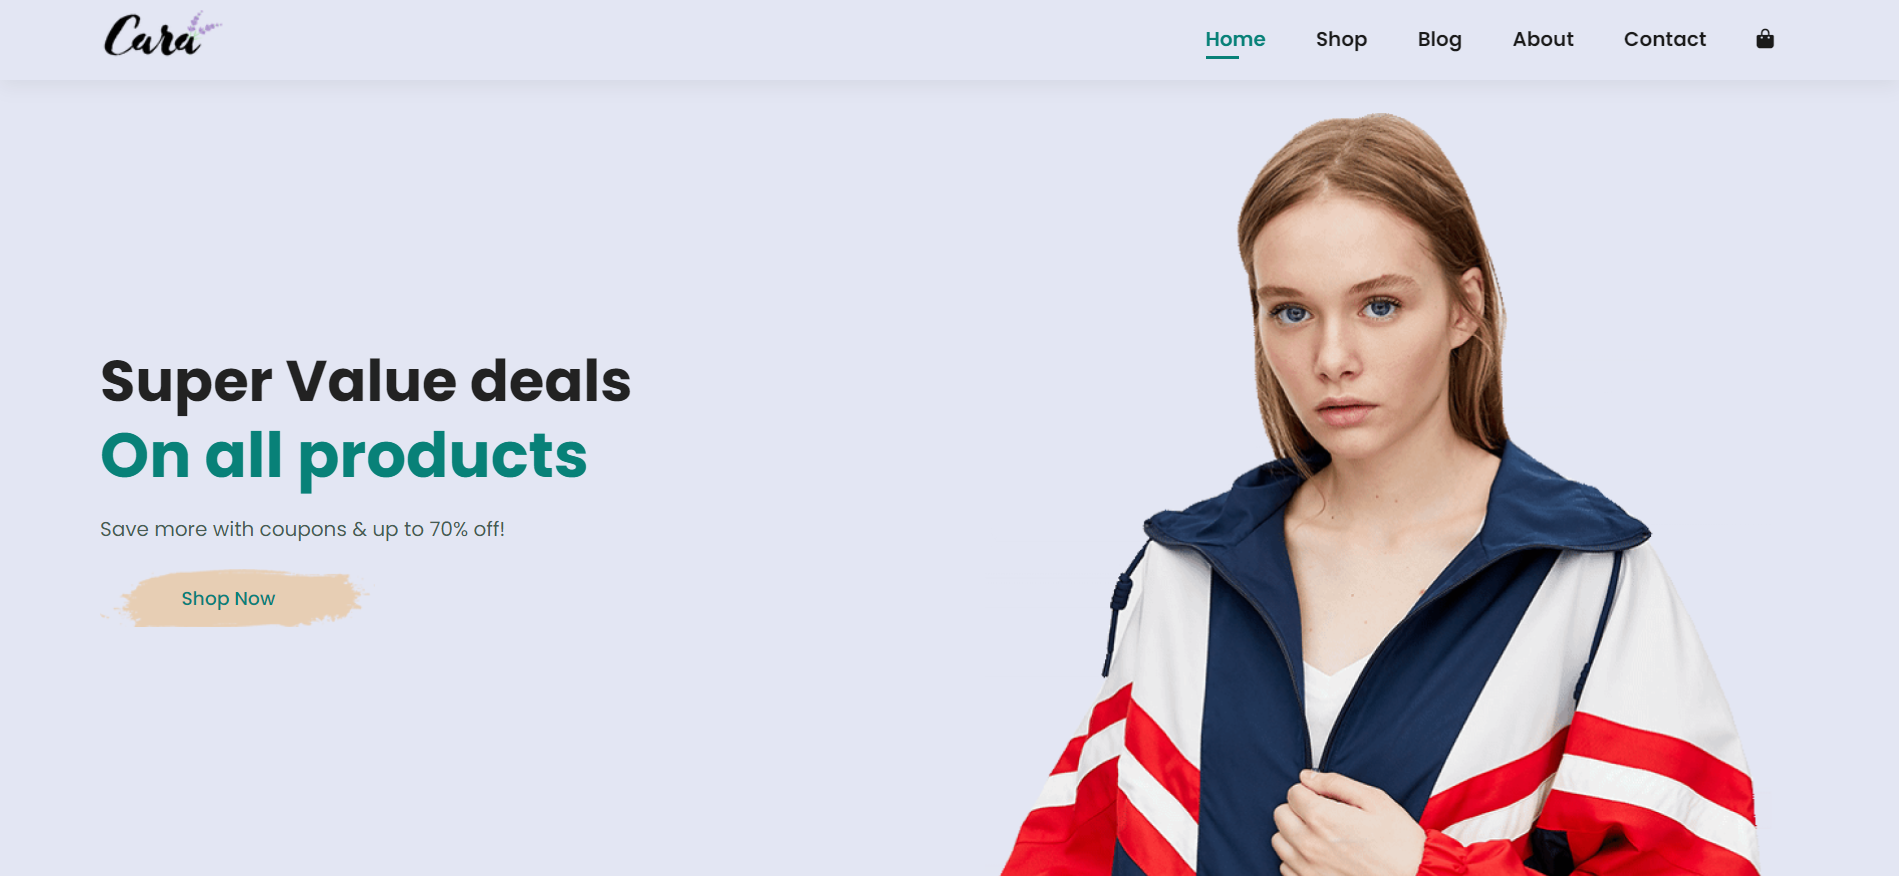 Cara
Home Shop Blog About Contact
Super Value deals
On all products
Save more with coupons & up to 70% off!
Shop Now